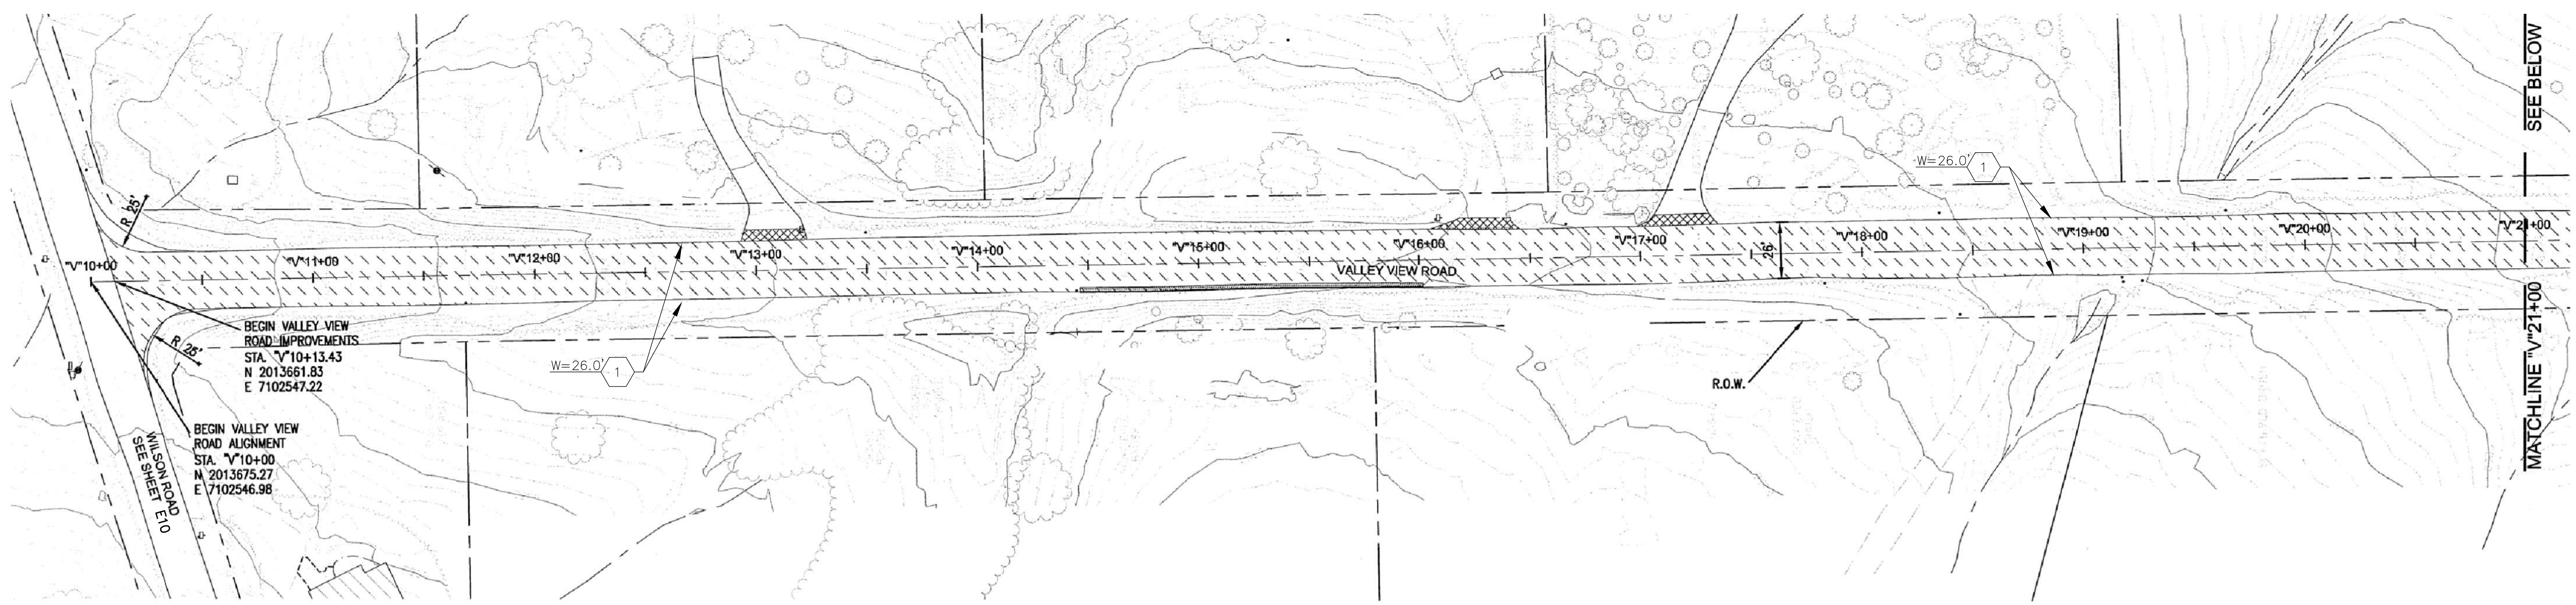 SEE BELOW
W=26.0'
1
R 25'
"V"10+00
"V"11+00
"V"12+00
"V"13+00
"V"14+00
"V"15+00
"V"16+00
"V"17+00
"V"18+00
"V"19+00
"V"20+00
"V"21+00
26'
VALLEY VIEW ROAD
BEGIN VALLEY VIEW
ROAD IMPROVEMENTS
STA. "V"10+13.43
N 2013661.83
E 7102547.22
R 25'
W=26.0'
1
R.O.W.
BEGIN VALLEY VIEW
ROAD ALIGNMENT
STA. "V"10+00
N 2013675.27
E 7102546.98
WILSON ROAD
SEE SHEET E10
MATCHLINE "V"21+00